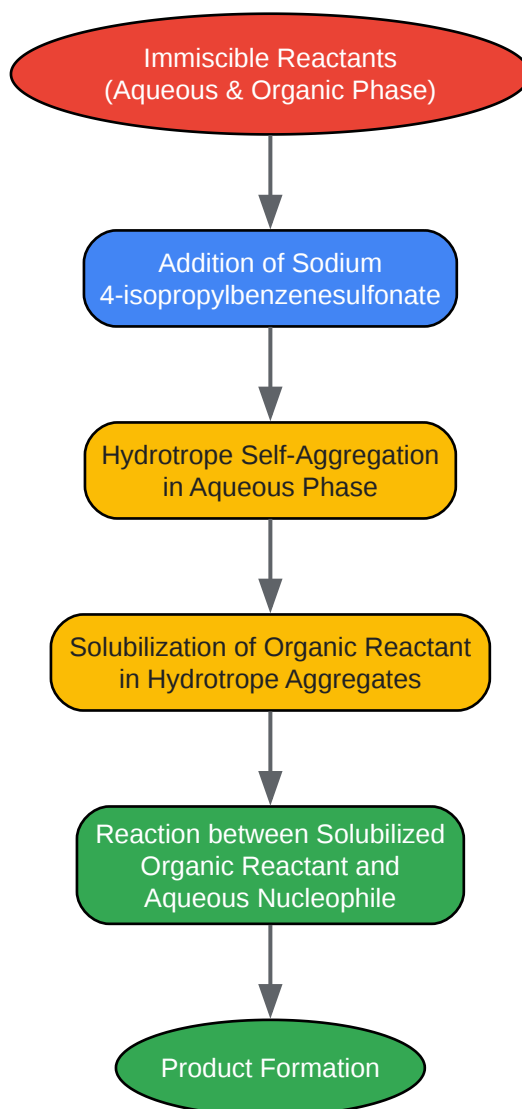 Immiscible Reactants
(Aqueous & Organic Phase)
Addition of Sodium
4-isopropylbenzenesulfonate
Hydrotrope Self-Aggregation
in Aqueous Phase
Solubilization of Organic Reactant
in Hydrotrope Aggregates
Reaction between Solubilized
Organic Reactant and
Aqueous Nucleophile
Product Formation